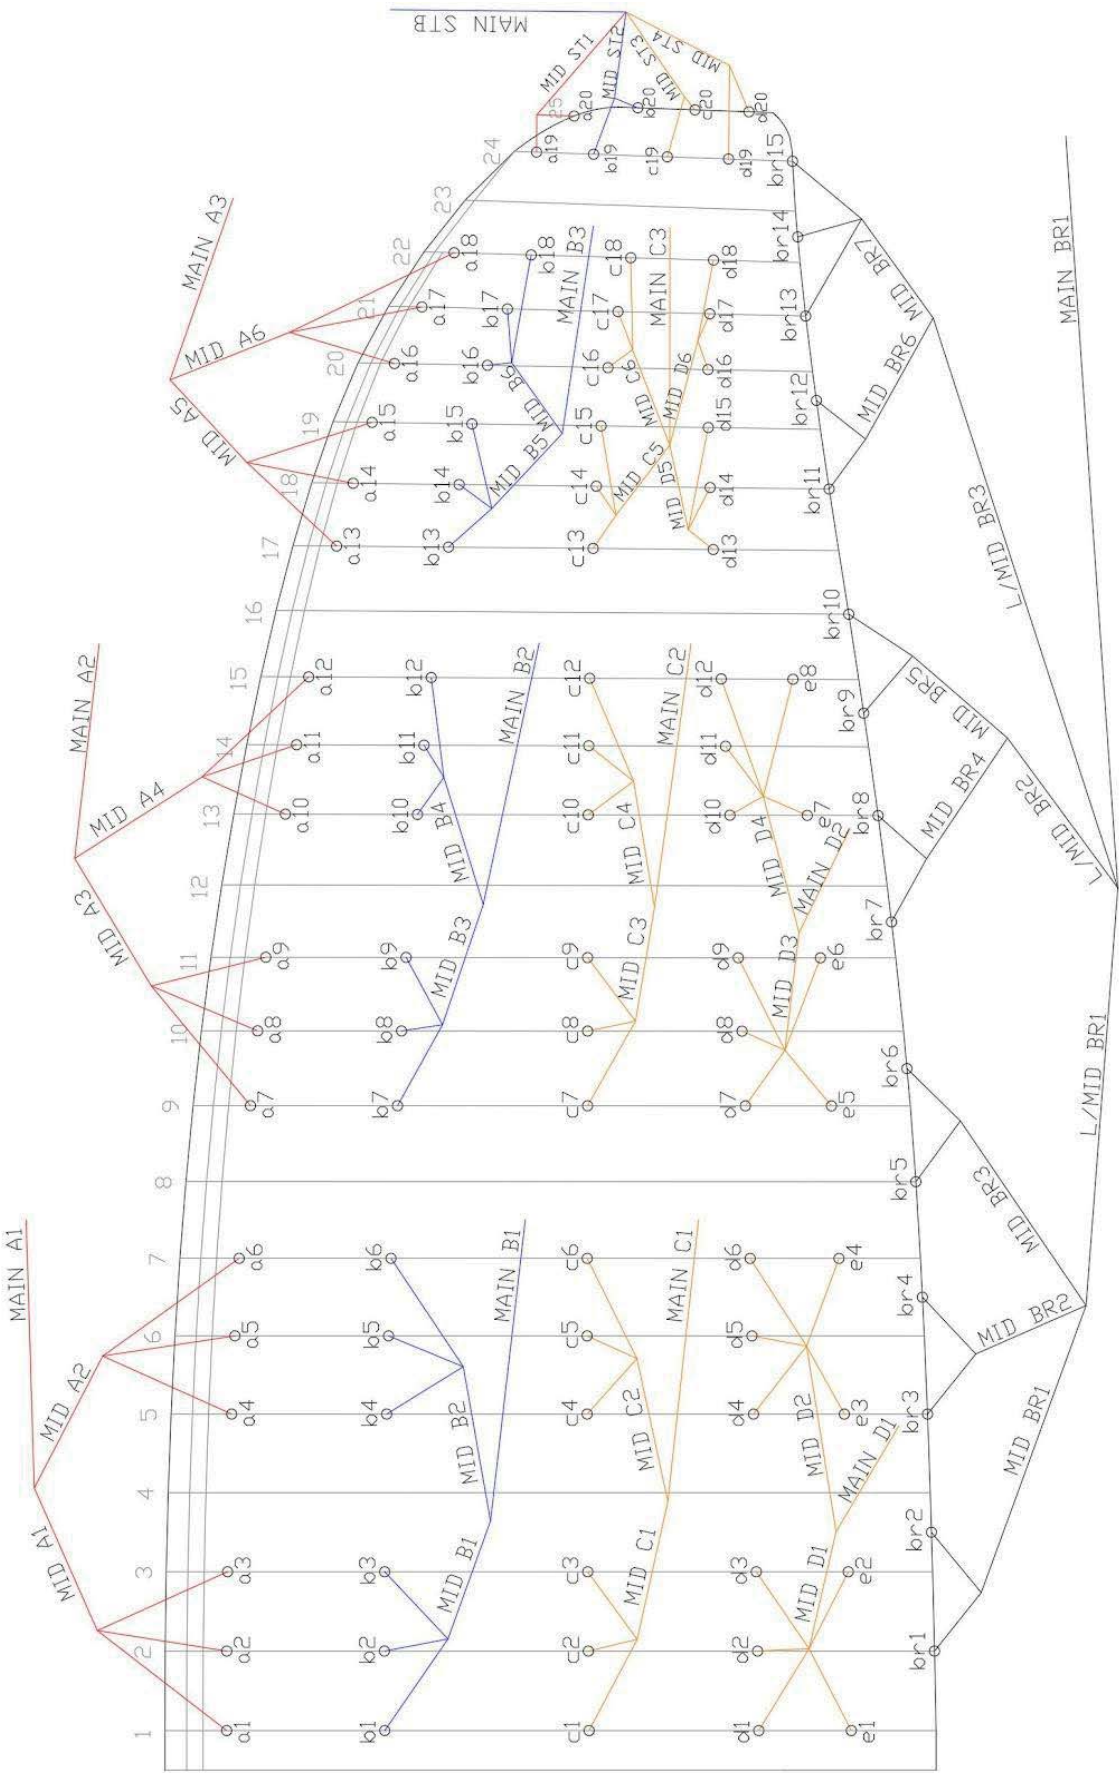 MAIN STB
MID ST1
MID ST2
MID ST3
MID ST4
25
a20
b20
c20
d20
24
a19
b19
c19
d19
br15
23
br14
MAIN A3
22
a18
b18
c18
d18
MAIN B3
MAIN C3
MID BR7
MAIN BR1
21
a17
b17
c17
d17
br13
MID A6
20
a16
b16
c16
d16
MID B6
MID C6
MID D6
br12
MID BR6
MID A5
19
a15
b15
c15
d15
MID B5
MID C5
MID D5
18
a14
b14
c14
d14
br11
17
a13
b13
c13
d13
L/MID BR3
16
br10
MAIN A2
15
a12
b12
c12
d12
e8
MAIN B2
MAIN C2
br9
MID BR5
14
a11
b11
c11
d11
MID A4
13
a10
b10
c10
d10
e7
br8
MID B4
MID C4
MID D4
MAIN D2
MID BR4
L/MID BR2
12
br7
MID A3
11
a9
b9
c9
d9
e6
MID B3
MID C3
MID D3
10
a8
b8
c8
d8
br6
9
a7
b7
c7
d7
e5
L/MID BR1
8
br5
MID BR3
MAIN A1
7
a6
b6
c6
d6
e4
MAIN B1
MAIN C1
br4
MID BR2
6
a5
b5
c5
d5
MID A2
5
a4
b4
c4
d4
e3
br3
MID B2
MID C2
MID D2
MAIN D1
MID BR1
4
br2
MID A1
3
a3
b3
c3
d3
e2
MID B1
MID C1
MID D1
2
a2
b2
c2
d2
br1
1
a1
b1
c1
d1
e1